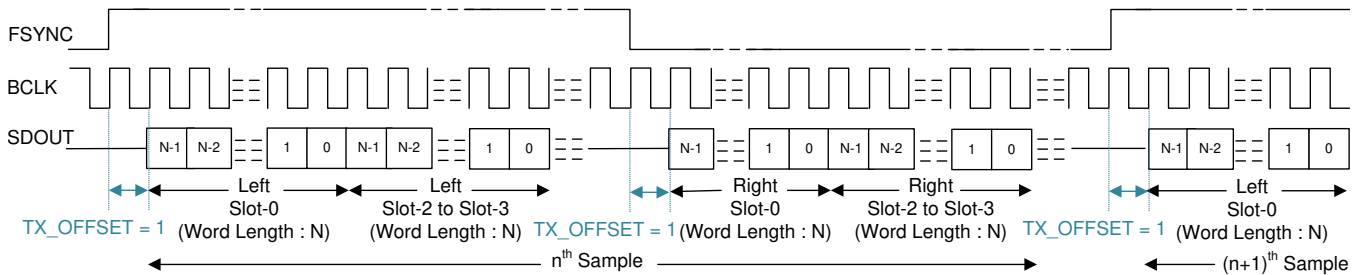 FSYNC
BCLK
SDOUT
N-1 N-2 1 0 N-1 N-2 1 0 N-1 1 0 N-1 N-2 1 0 N-1 N-2 1 0
Left Left Right Right Left
Slot-0 Slot-2 to Slot-3 Slot-0 Slot-2 to Slot-3 Slot-0
TX_OFFSET = 1 (Word Length : N) (Word Length : N) TX_OFFSET = 1 (Word Length : N) (Word Length : N) TX_OFFSET = 1 (Word Length : N)
nth Sample (n+1)th Sample